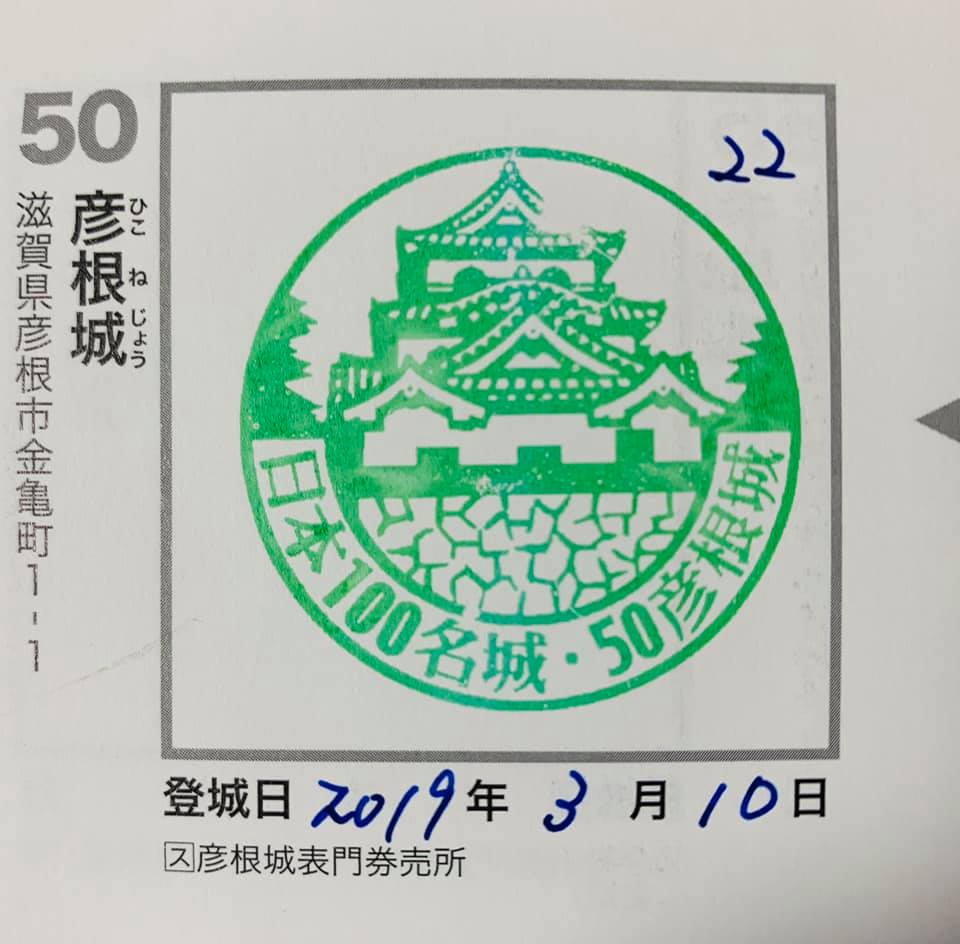 50
彦根城
ひこねじょう
滋賀県彦根市金亀町1-1
22
日本100名城・50彦根城
登城日 2019年 3月 10日
ス彦根城表門券売所